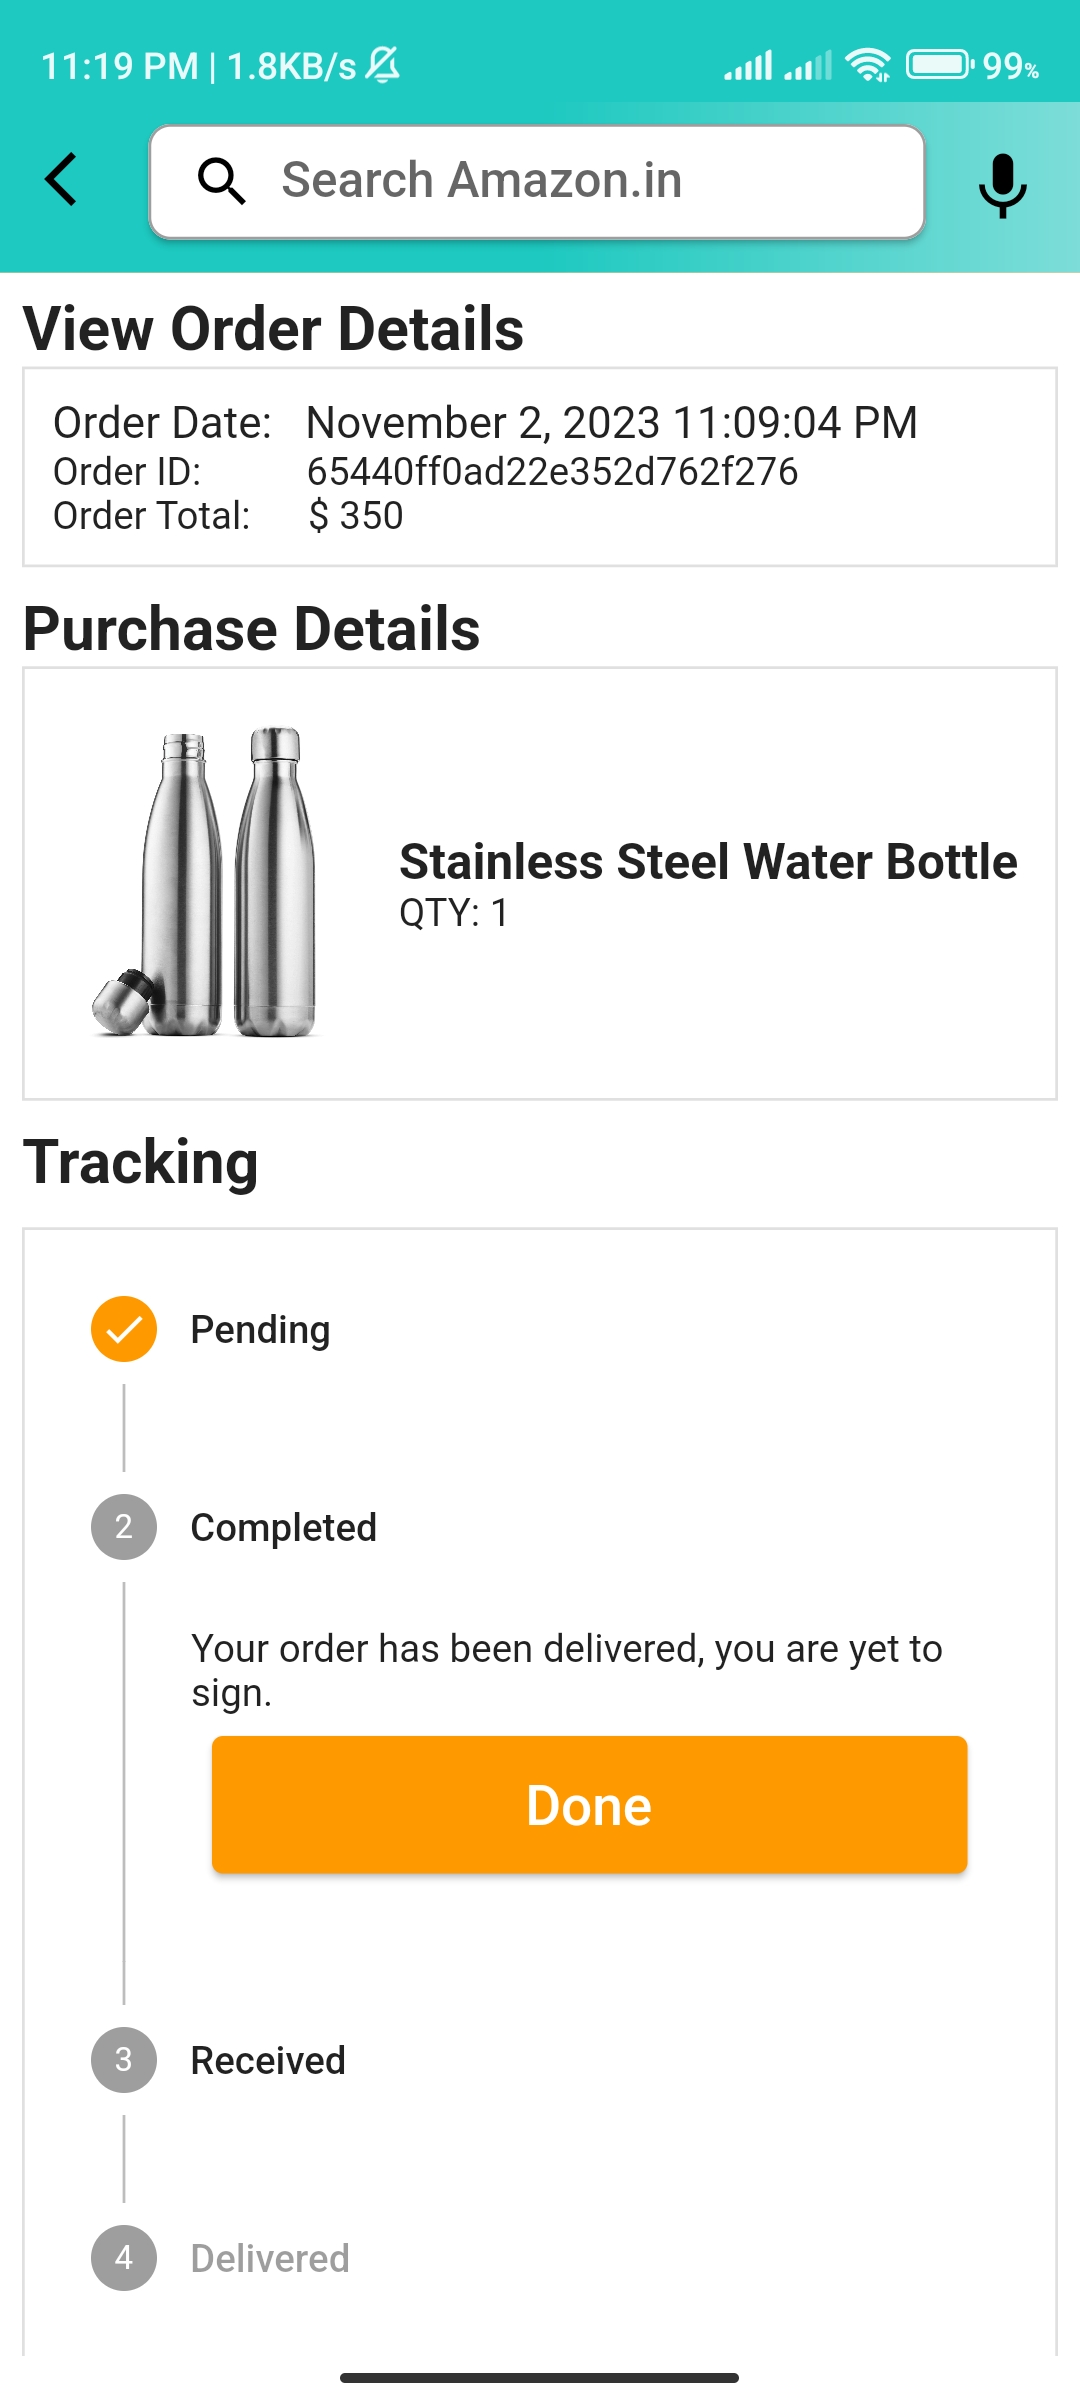 11:19 PM | 1.8KB/s 99%
Search Amazon.in
View Order Details
Order Date: November 2, 2023 11:09:04 PM
Order ID: 65440ff0ad22e352d762f276
Order Total: $ 350
Purchase Details
Stainless Steel Water Bottle
QTY: 1
Tracking
Pending
2 Completed
Your order has been delivered, you are yet to
sign.
Done
3 Received
4 Delivered